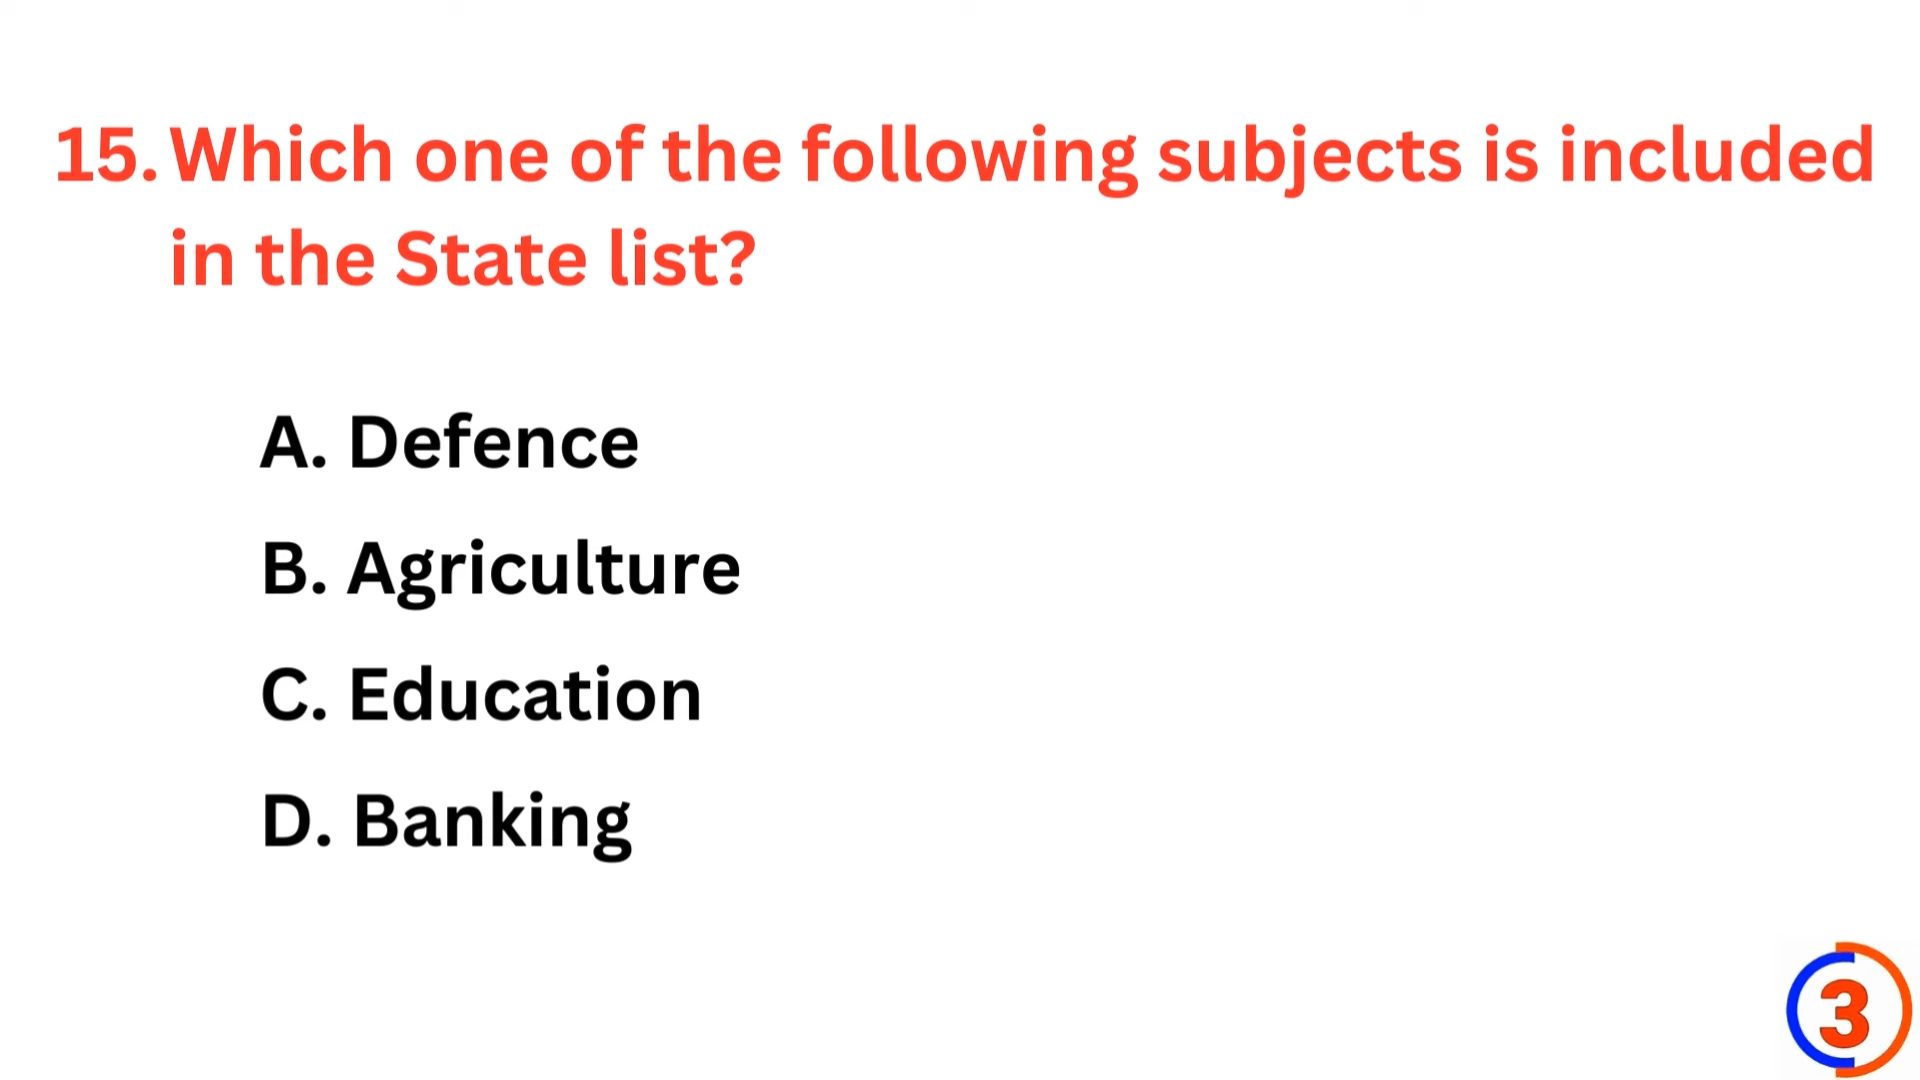 15. Which one of the following subjects is included
in the State list?
A. Defence
B. Agriculture
C. Education
D. Banking
3